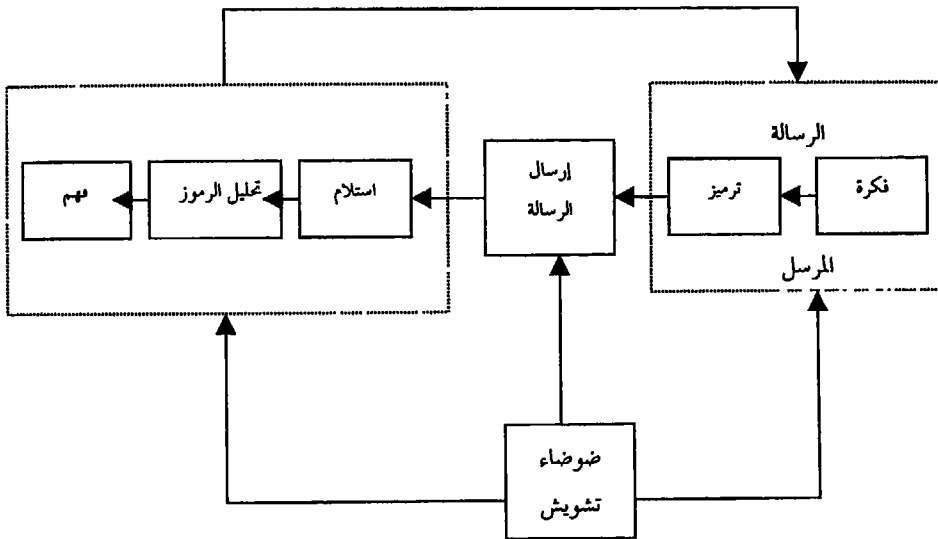 الرسالة
فكرة
ترميز
المرسل
إرسال
الرسالة
استلام
تحليل الرموز
فهم
ضوضاء
تشويش